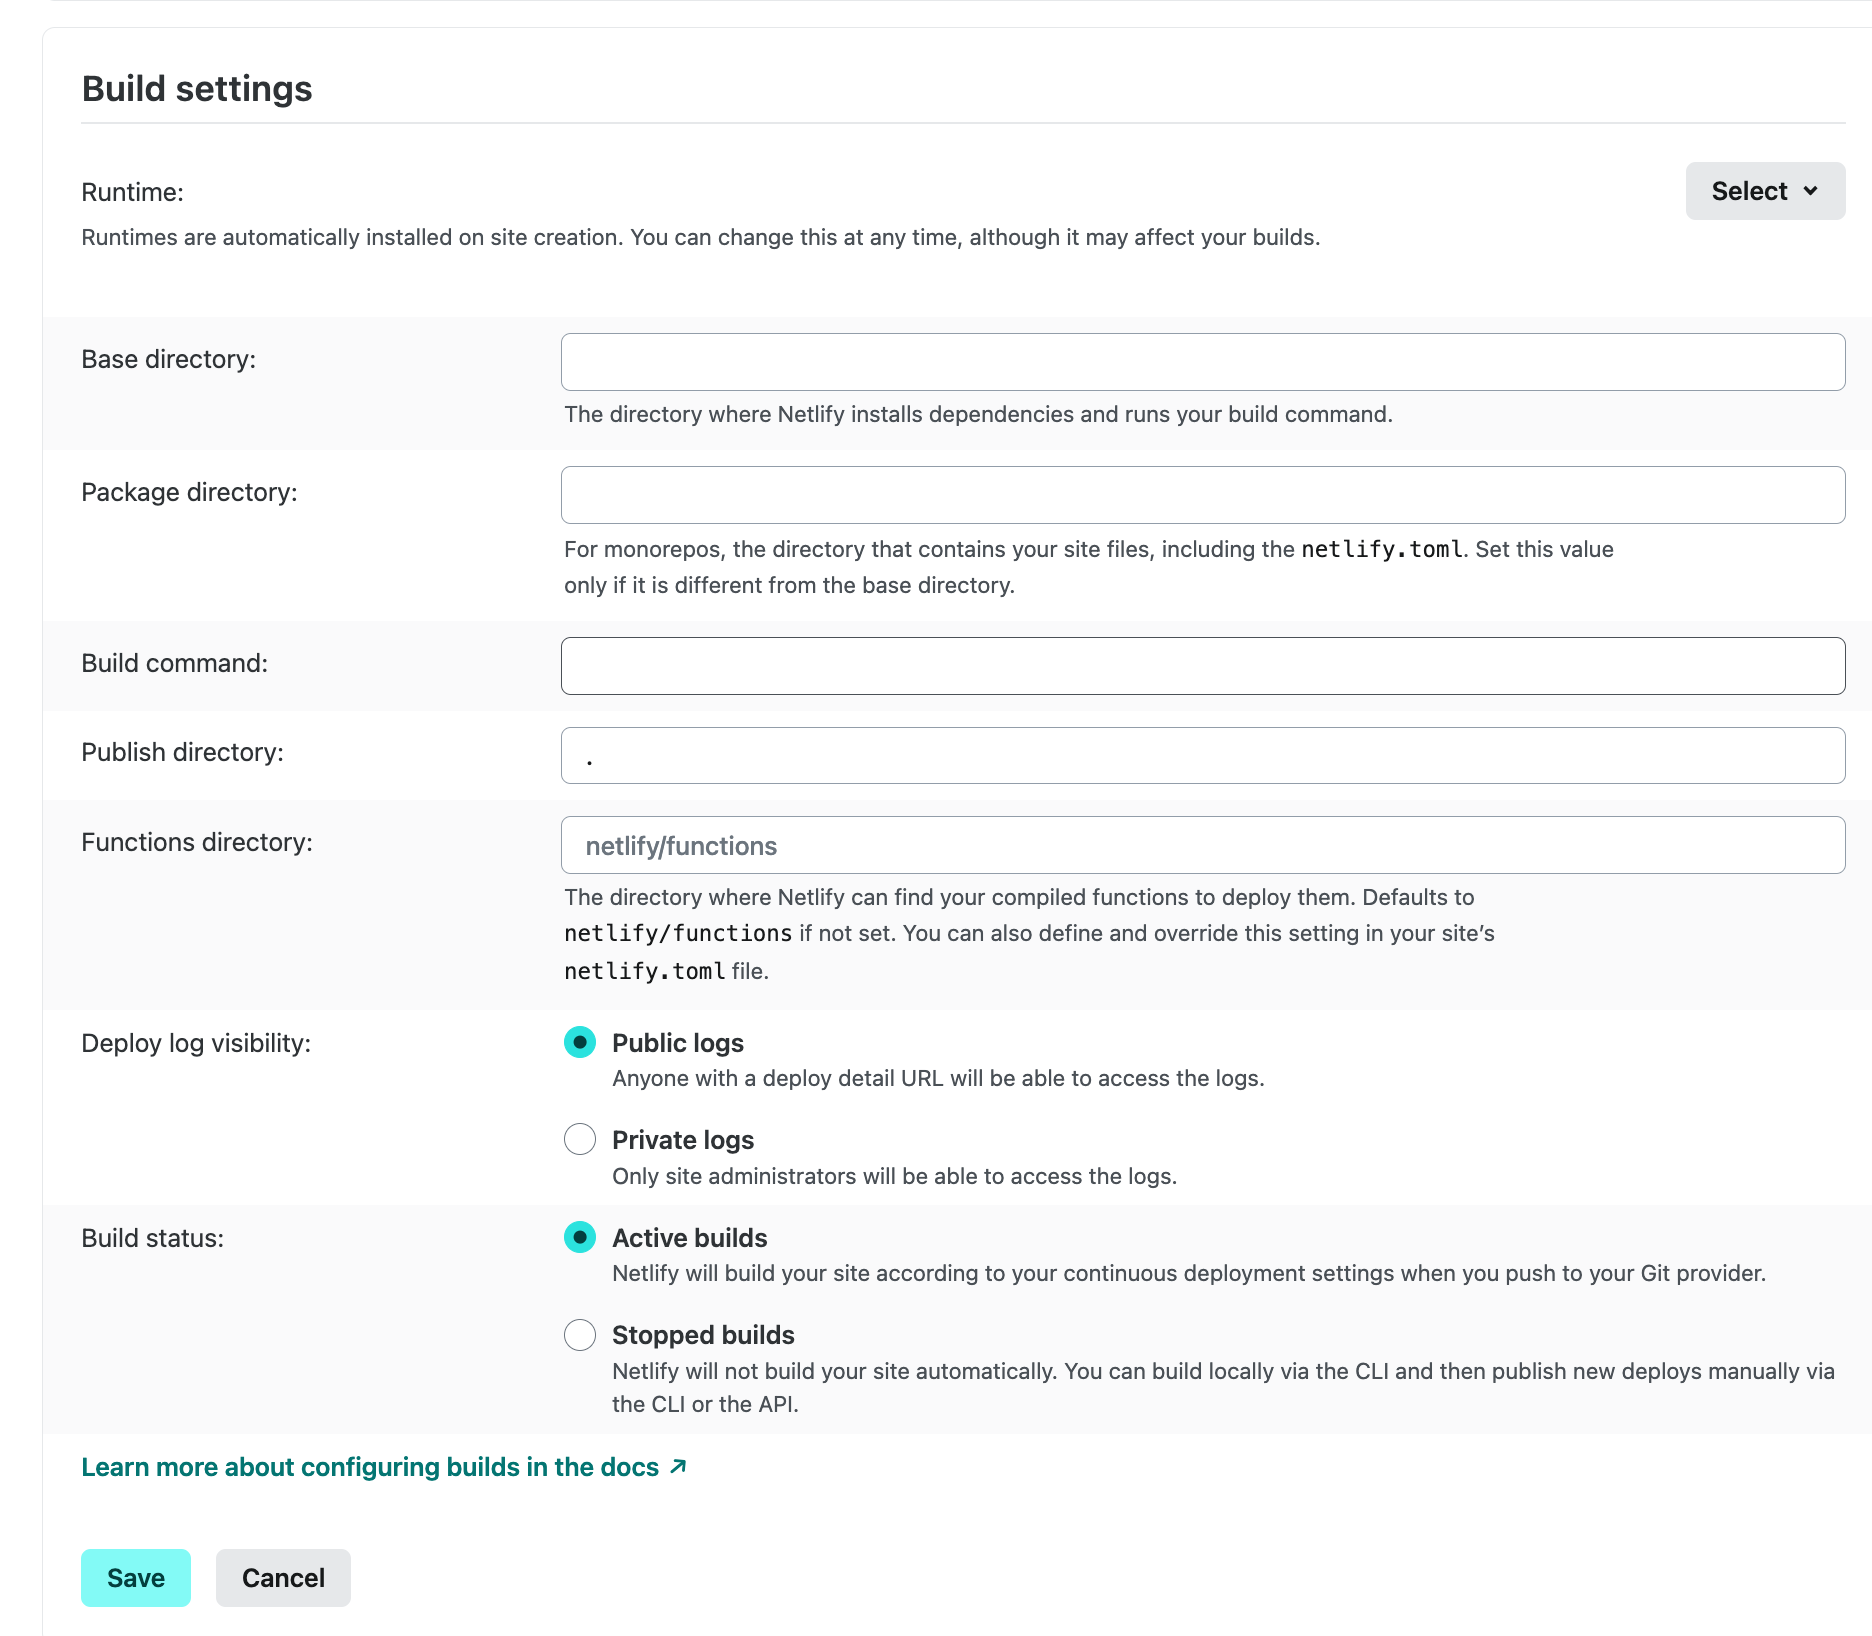 Build settings
Runtime:
Select
Runtimes are automatically installed on site creation. You can change this at any time, although it may affect your builds.
Base directory:
The directory where Netlify installs dependencies and runs your build command.
Package directory:
For monorepos, the directory that contains your site files, including the netlify.toml. Set this value
only if it is different from the base directory.
Build command:
Publish directory:
.
Functions directory:
netlify/functions
The directory where Netlify can find your compiled functions to deploy them. Defaults to
netlify/functions if not set. You can also define and override this setting in your site’s
netlify.toml file.
Deploy log visibility:
Public logs
Anyone with a deploy detail URL will be able to access the logs.
Private logs
Only site administrators will be able to access the logs.
Build status:
Active builds
Netlify will build your site according to your continuous deployment settings when you push to your Git provider.
Stopped builds
Netlify will not build your site automatically. You can build locally via the CLI and then publish new deploys manually via
the CLI or the API.
Learn more about configuring builds in the docs ↗
Save
Cancel